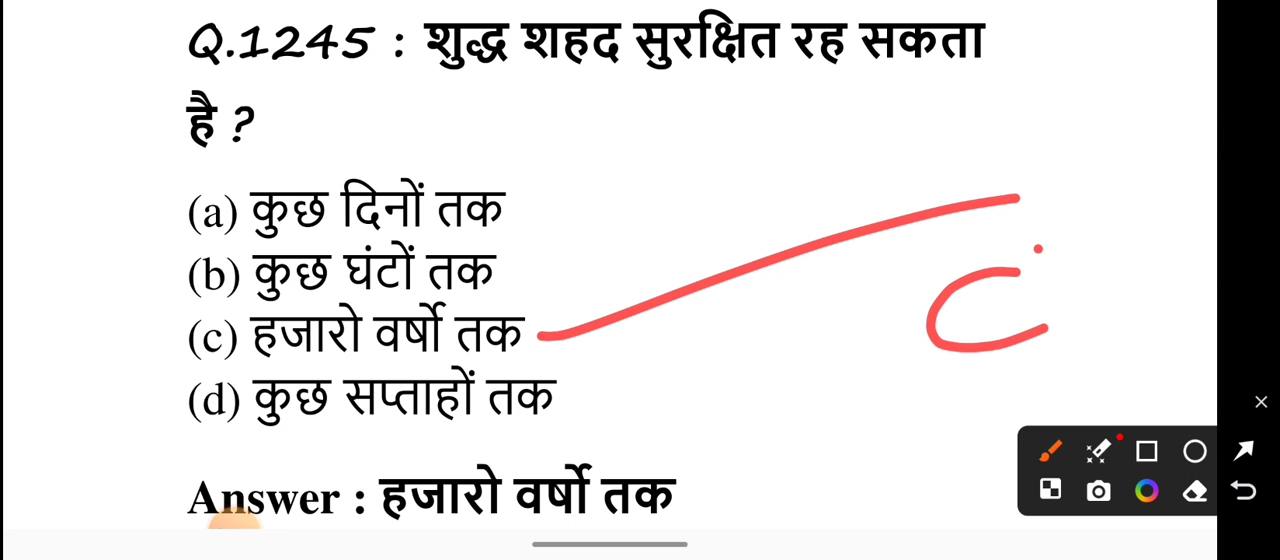 Q.1245 : शुद्ध शहद सुरक्षित रह सकता
है ?
(a) कुछ दिनों तक
(b) कुछ घंटों तक
(c) हजारो वर्षो तक
c
(d) कुछ सप्ताहों तक
Answer : हजारो वर्षो तक